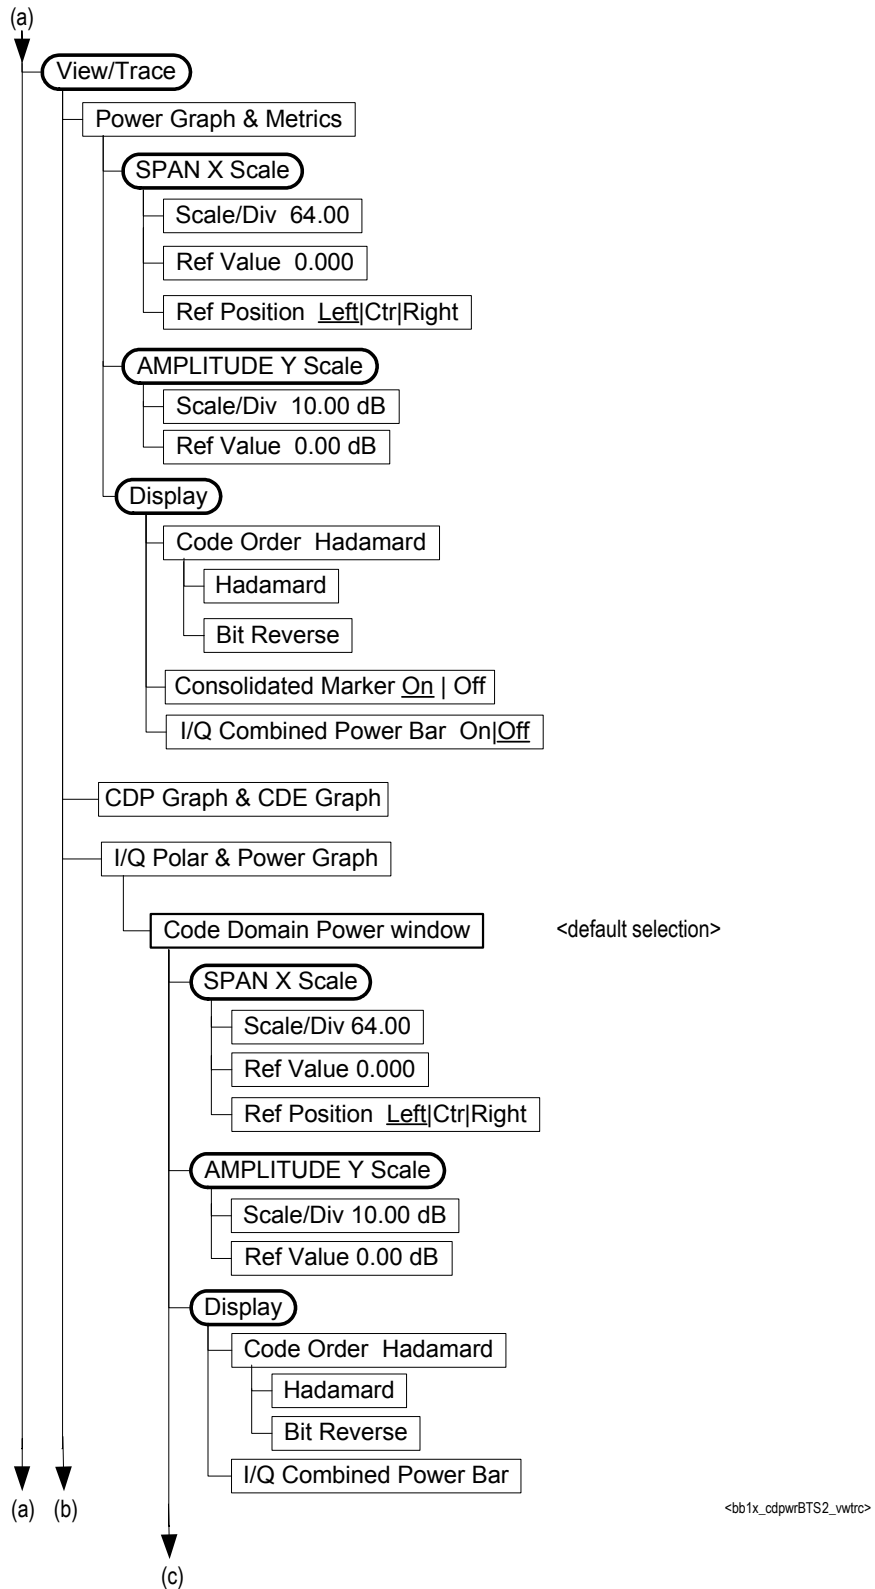 (a)
View/Trace
Power Graph & Metrics
SPAN X Scale
Scale/Div 64.00
Ref Value 0.000
Ref Position Left|Ctr|Right
AMPLITUDE Y Scale
Scale/Div 10.00 dB
Ref Value 0.00 dB
Display
Code Order Hadamard
Hadamard
Bit Reverse
Consolidated Marker On | Off
I/Q Combined Power Bar On|Off
CDP Graph & CDE Graph
I/Q Polar & Power Graph
Code Domain Power window <default selection>
SPAN X Scale
Scale/Div 64.00
Ref Value 0.000
Ref Position Left|Ctr|Right
AMPLITUDE Y Scale
Scale/Div 10.00 dB
Ref Value 0.00 dB
Display
Code Order Hadamard
Hadamard
Bit Reverse
I/Q Combined Power Bar
(a) (b) <bb1x_cdpwrBTS2_vwtrc>
(c)